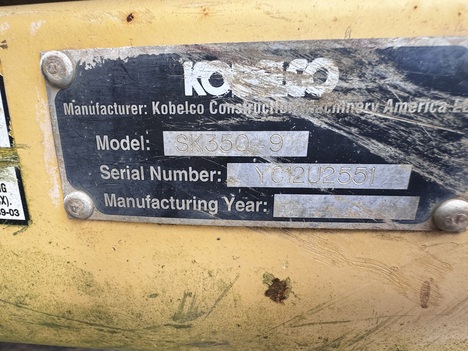 KOBELCO
Manufacturer: Kobelco Construction Machinery America
Model: SK350-9
Serial Number: YC12U2551
Manufacturing Year: